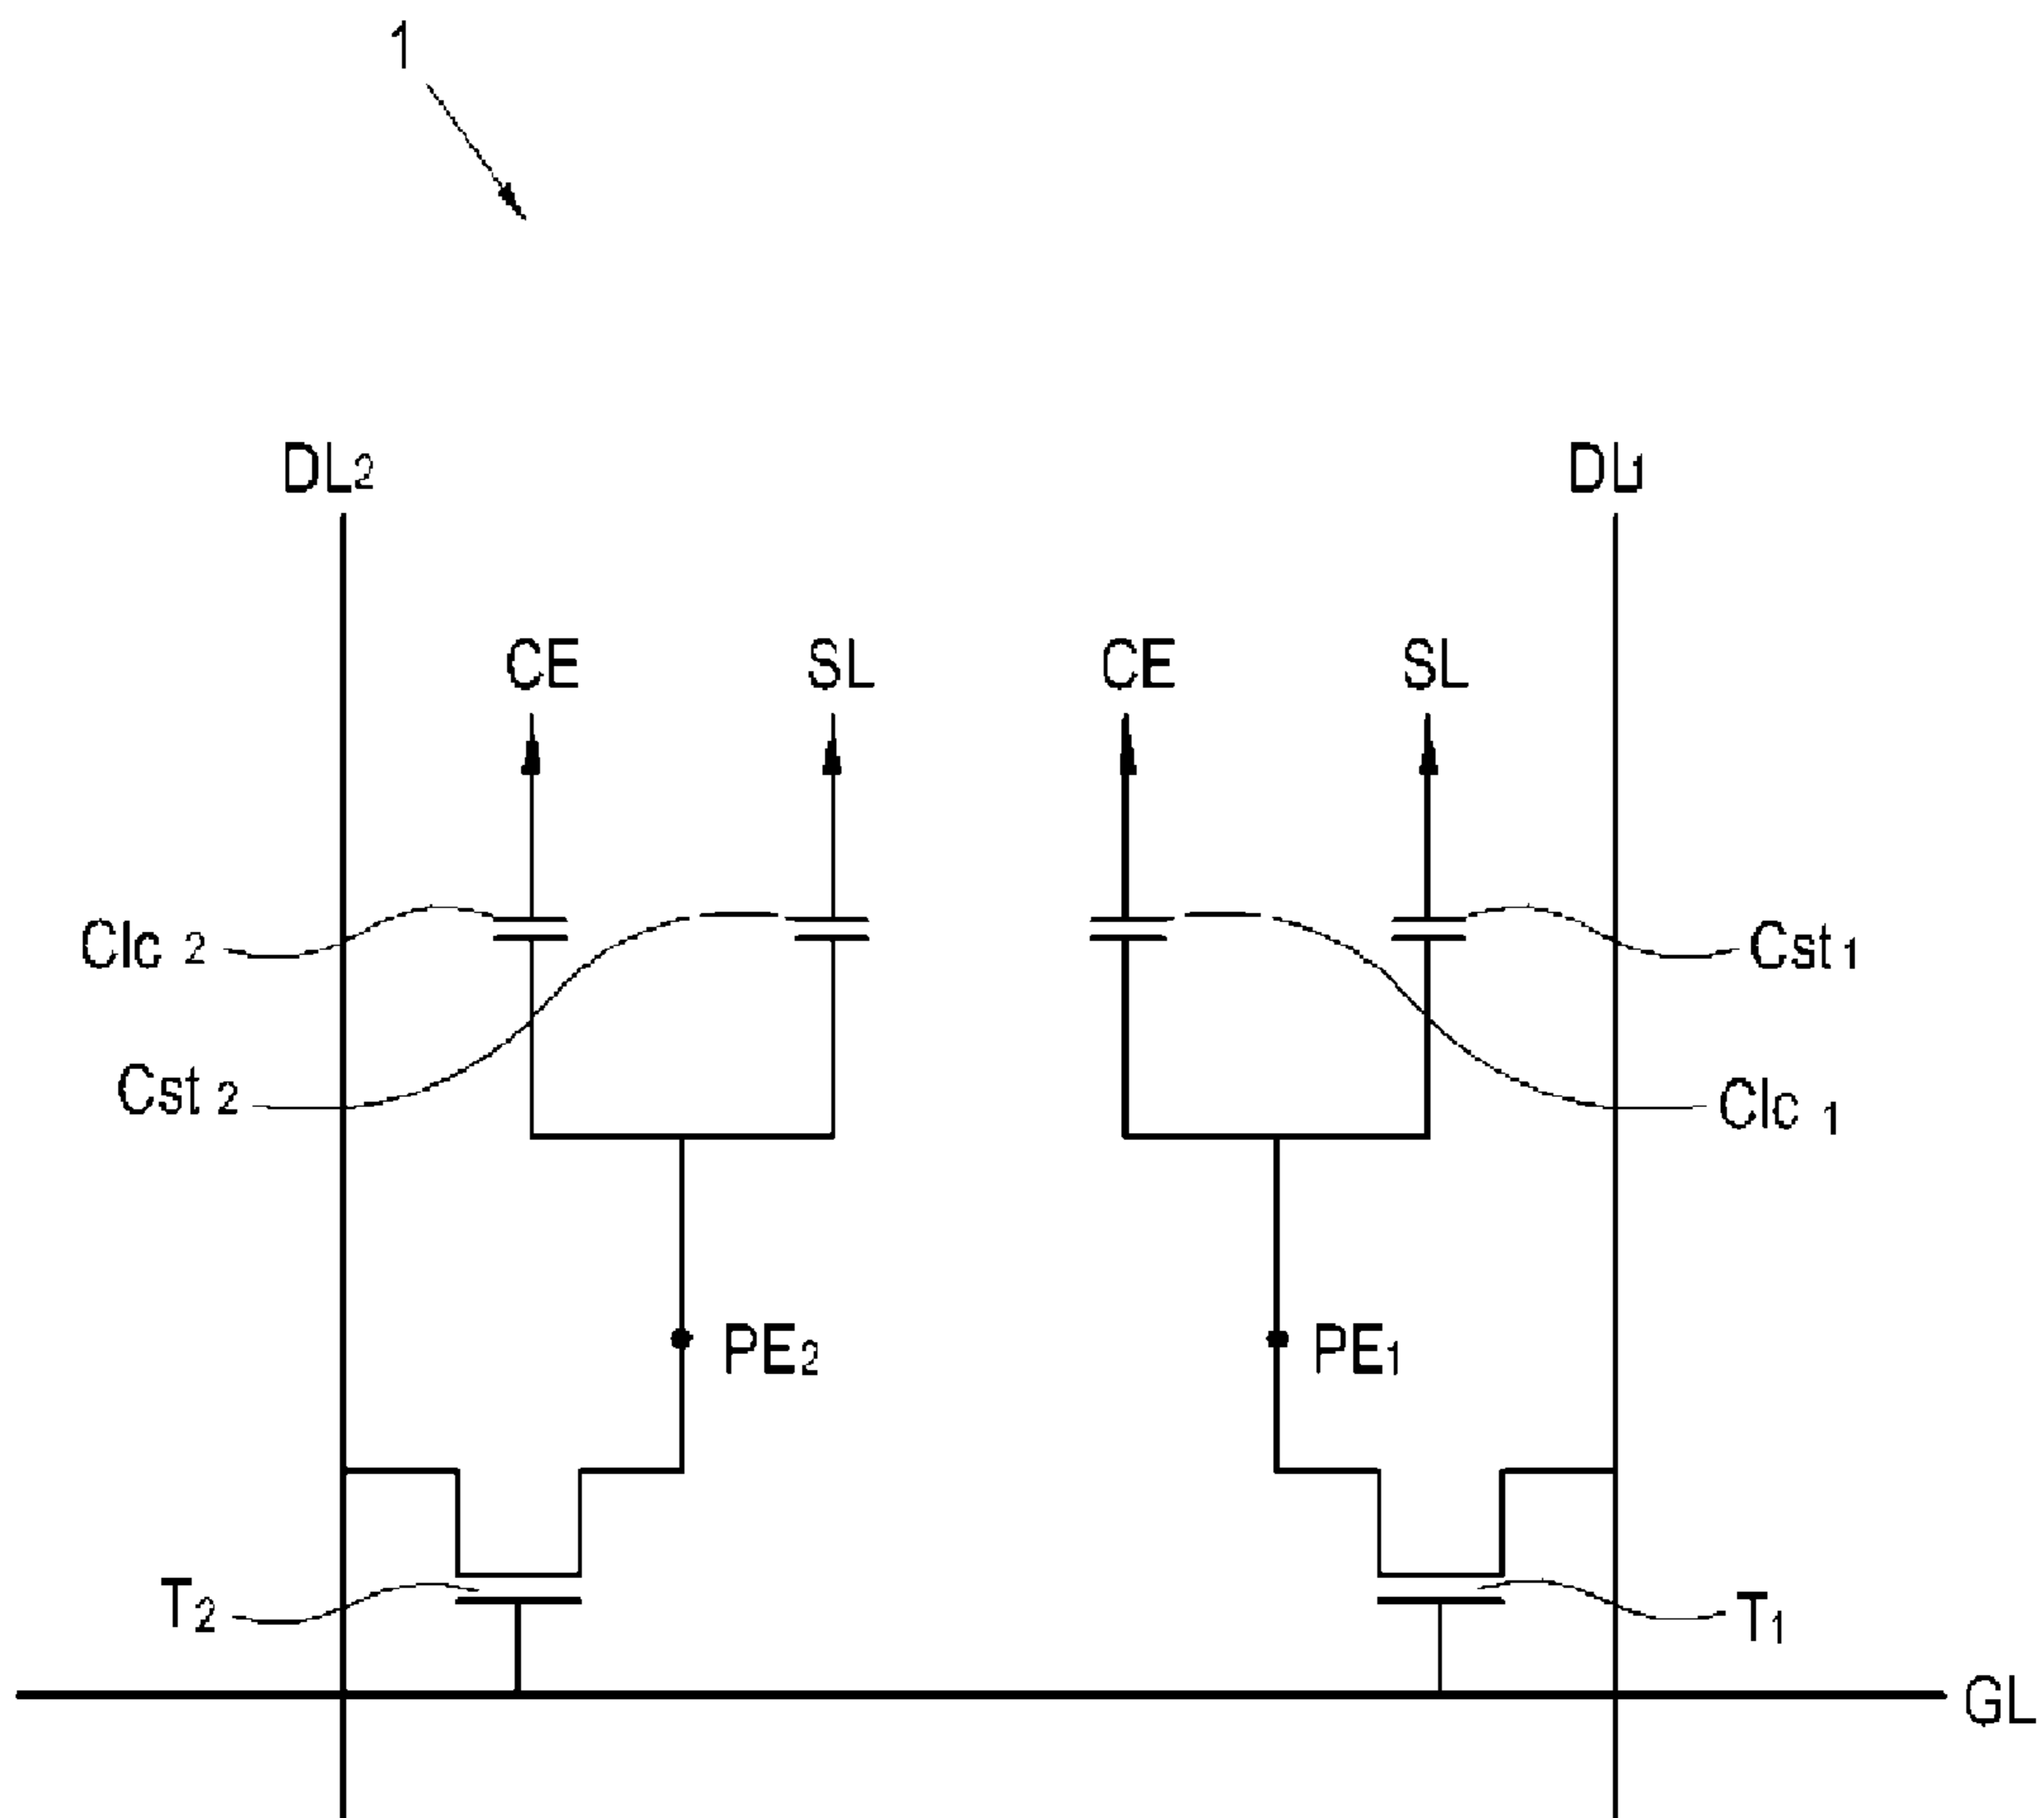 1
DL2 DL1
CE SL CE SL
Clc 2 Cst 1
Cst 2 Clc 1
PE2 PE1
T2 T1
GL